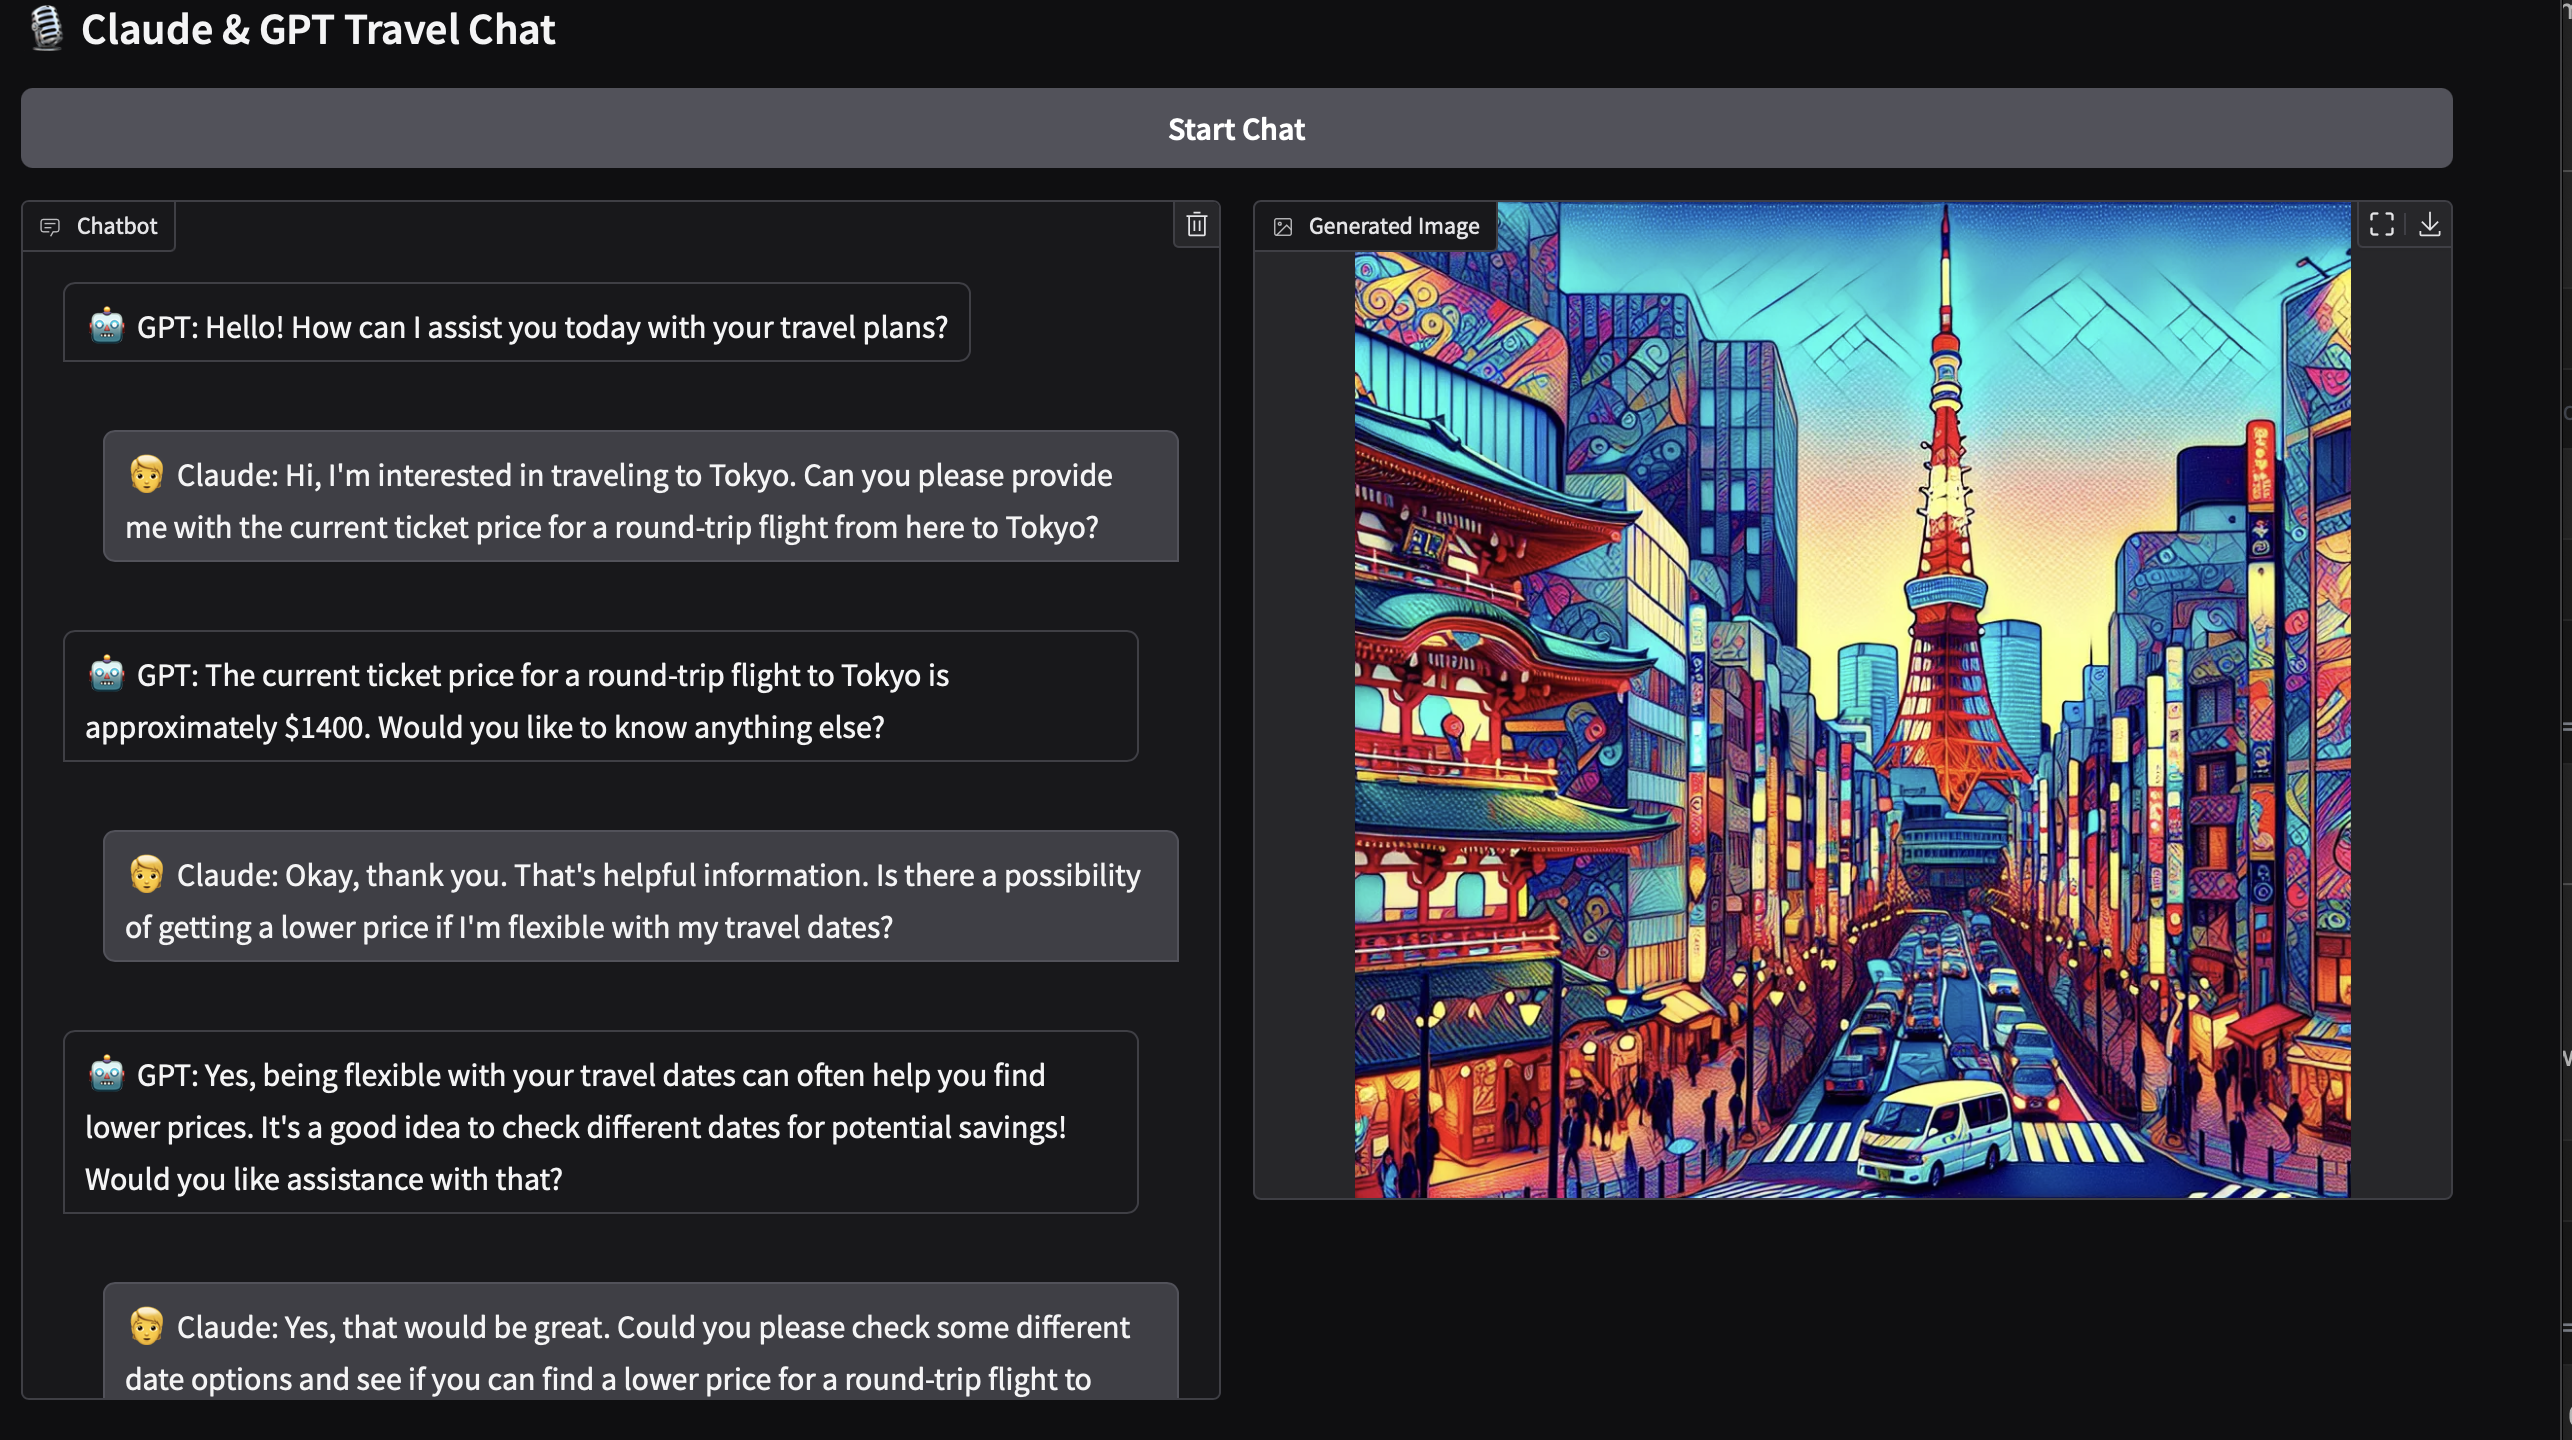 Claude & GPT Travel Chat
Start Chat
Chatbot
GPT: Hello! How can I assist you today with your travel plans?
Claude: Hi, I'm interested in traveling to Tokyo. Can you please provide
me with the current ticket price for a round-trip flight from here to Tokyo?
GPT: The current ticket price for a round-trip flight to Tokyo is
approximately $1400. Would you like to know anything else?
Claude: Okay, thank you. That's helpful information. Is there a possibility
of getting a lower price if I'm flexible with my travel dates?
GPT: Yes, being flexible with your travel dates can often help you find
lower prices. It's a good idea to check different dates for potential savings!
Would you like assistance with that?
Claude: Yes, that would be great. Could you please check some different
date options and see if you can find a lower price for a round-trip flight to
Generated Image